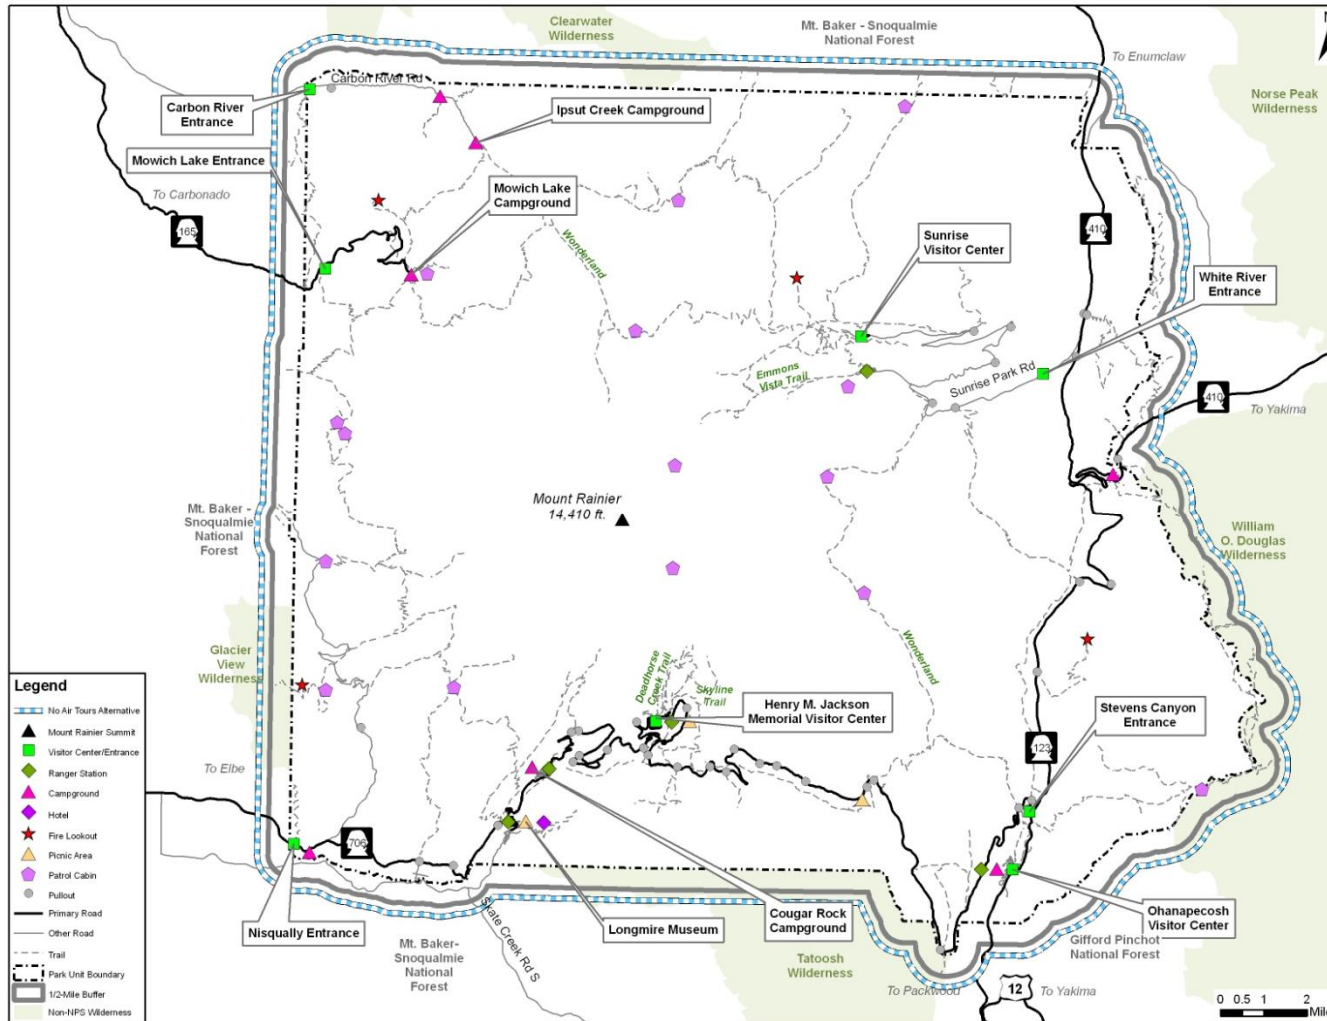 Clearwater
Wilderness
Mt. Baker - Snoqualmie
National Forest
To Enumclaw
Norse Peak
Wilderness
Carbon River Rd
Carbon River
Entrance
Ipsut Creek Campground
Mowich Lake Entrance
To Carbonado
165
Mowich Lake
Campground
Wonderland
Sunrise
Visitor Center
410
White River
Entrance
Emmons
Vista Trail
Sunrise Park Rd
410
To Yakima
Mount Rainier
14,410 ft.
Mt. Baker -
Snoqualmie
National
Forest
William
O. Douglas
Wilderness
Glacier
View
Wilderness
Wonderland
Deadhorse
Creek Trail
Skyline
Trail
Henry M. Jackson
Memorial Visitor Center
Stevens Canyon
Entrance
123
To Elbe
706
Nisqually Entrance
Mt. Baker-
Snoqualmie
National
Forest
Skate Creek Rd S
Longmire Museum
Cougar Rock
Campground
Tatoosh
Wilderness
To Packwood
Ohanapecosh
Visitor Center
Gifford Pinchot
National Forest
12
To Yakima
0 0.5 1 2
Legend
No Air Tours Alternative
Mount Rainier Summit
Visitor Center/Entrance
Ranger Station
Campground
Hotel
Fire Lookout
Picnic Area
Patrol Cabin
Pullout
Primary Road
Other Road
Trail
Park Unit Boundary
1/2-Mile Buffer
Non-NPS Wilderness